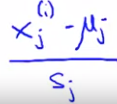 x_j^{(i)} - μ_j
s_j